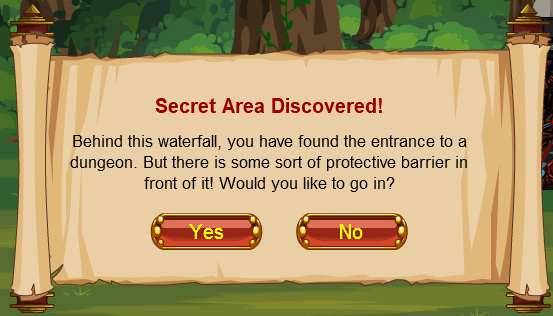 Secret Area Discovered!
Behind this waterfall, you have found the entrance to a
dungeon. But there is some sort of protective barrier in
front of it! Would you like to go in?
Yes
No